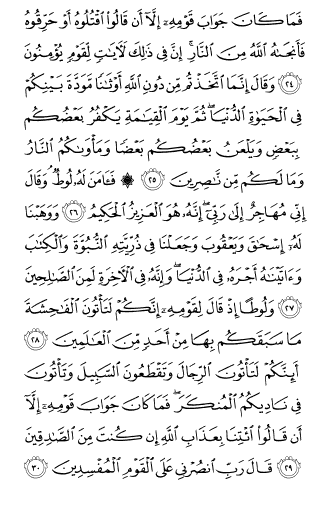 فَمَا كَانَ جَوَابَ قَوْمِهِۦٓ إِلَّآ أَن قَالُوا۟ ٱقْتُلُوهُ أَوْ حَرِّقُوهُ
فَأَنجَىٰهُ ٱللَّهُ مِنَ ٱلنَّارِ ۚ إِنَّ فِى ذَٰلِكَ لَـَٔايَـٰتٍ لِّقَوْمٍ يُؤْمِنُونَ
٢٤ وَقَالَ إِنَّمَا ٱتَّخَذْتُم مِّن دُونِ ٱللَّهِ أَوْثَـٰنًا مَّوَدَّةَ بَيْنِكُمْ
فِى ٱلْحَيَوٰةِ ٱلدُّنْيَا ۖ ثُمَّ يَوْمَ ٱلْقِيَـٰمَةِ يَكْفُرُ بَعْضُكُم
بِبَعْضٍ وَيَلْعَنُ بَعْضُكُم بَعْضًا وَمَأْوَىٰكُمُ ٱلنَّارُ
وَمَا لَكُم مِّن نَّـٰصِرِينَ ٢٥ ۞ فَـَٔامَنَ لَهُۥ لُوطٌ ۘ وَقَالَ
إِنِّى مُهَاجِرٌ إِلَىٰ رَبِّىٓ ۖ إِنَّهُۥ هُوَ ٱلْعَزِيزُ ٱلْحَكِيمُ ٢٦ وَوَهَبْنَا
لَهُۥٓ إِسْحَـٰقَ وَيَعْقُوبَ وَجَعَلْنَا فِى ذُرِّيَّتِهِ ٱلنُّبُوَّةَ وَٱلْكِتَـٰبَ
وَءَاتَيْنَـٰهُ أَجْرَهُۥ فِى ٱلدُّنْيَا ۖ وَإِنَّهُۥ فِى ٱلْـَٔاخِرَةِ لَمِنَ ٱلصَّـٰلِحِينَ
٢٧ وَلُوطًا إِذْ قَالَ لِقَوْمِهِۦٓ إِنَّكُمْ لَتَأْتُونَ ٱلْفَـٰحِشَةَ
مَا سَبَقَكُم بِهَا مِنْ أَحَدٍ مِّنَ ٱلْعَـٰلَمِينَ ٢٨
أَئِنَّكُمْ لَتَأْتُونَ ٱلرِّجَالَ وَتَقْطَعُونَ ٱلسَّبِيلَ وَتَأْتُونَ
فِى نَادِيكُمُ ٱلْمُنكَرَ ۖ فَمَا كَانَ جَوَابَ قَوْمِهِۦٓ إِلَّآ
أَن قَالُوا۟ ٱئْتِنَا بِعَذَابِ ٱللَّهِ إِن كُنتَ مِنَ ٱلصَّـٰدِقِينَ
٢٩ قَالَ رَبِّ ٱنصُرْنِى عَلَى ٱلْقَوْمِ ٱلْمُفْسِدِينَ ٣٠